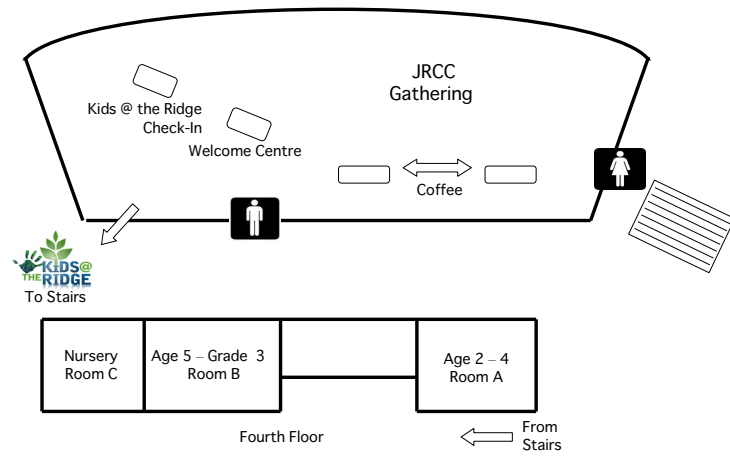 JRCC
Gathering
Kids @ the Ridge
Check-In
Welcome Centre
Coffee
KIDS@
THE RIDGE
To Stairs
Nursery
Room C
Age 5 – Grade 3
Room B
Age 2 – 4
Room A
Fourth Floor
From
Stairs